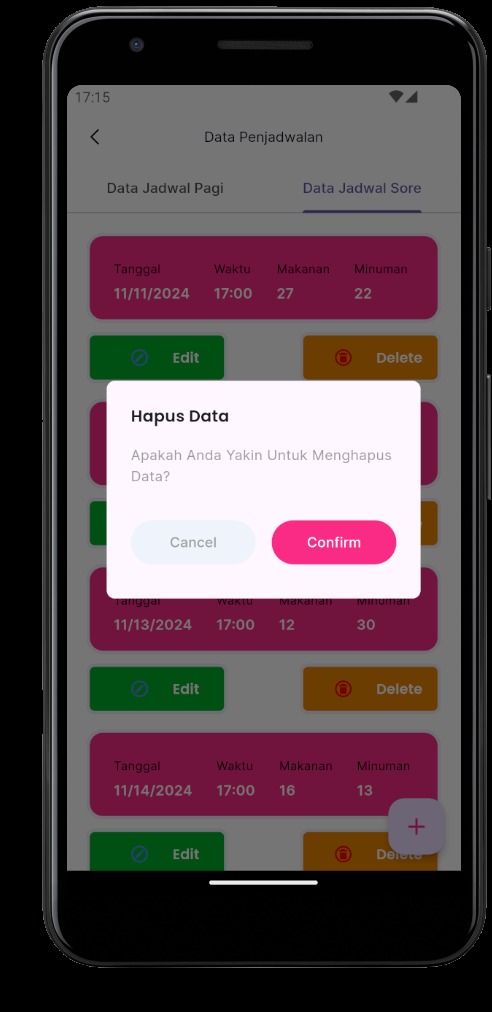 17:15
Data Penjadwalan
Data Jadwal Pagi Data Jadwal Sore
Tanggal Waktu Makanan Minuman
11/11/2024 17:00 27 22
Edit Delete
Hapus Data
Apakah Anda Yakin Untuk Menghapus
Data?
Cancel Confirm
Tanggal Waktu Makanan Minuman
11/13/2024 17:00 12 30
Edit Delete
Tanggal Waktu Makanan Minuman
11/14/2024 17:00 16 13
+
Edit Delete